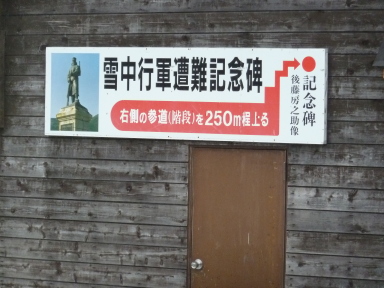 雪中行軍遭難記念碑
右側の参道(階段)を250m程上る
記念碑
後藤房之助像